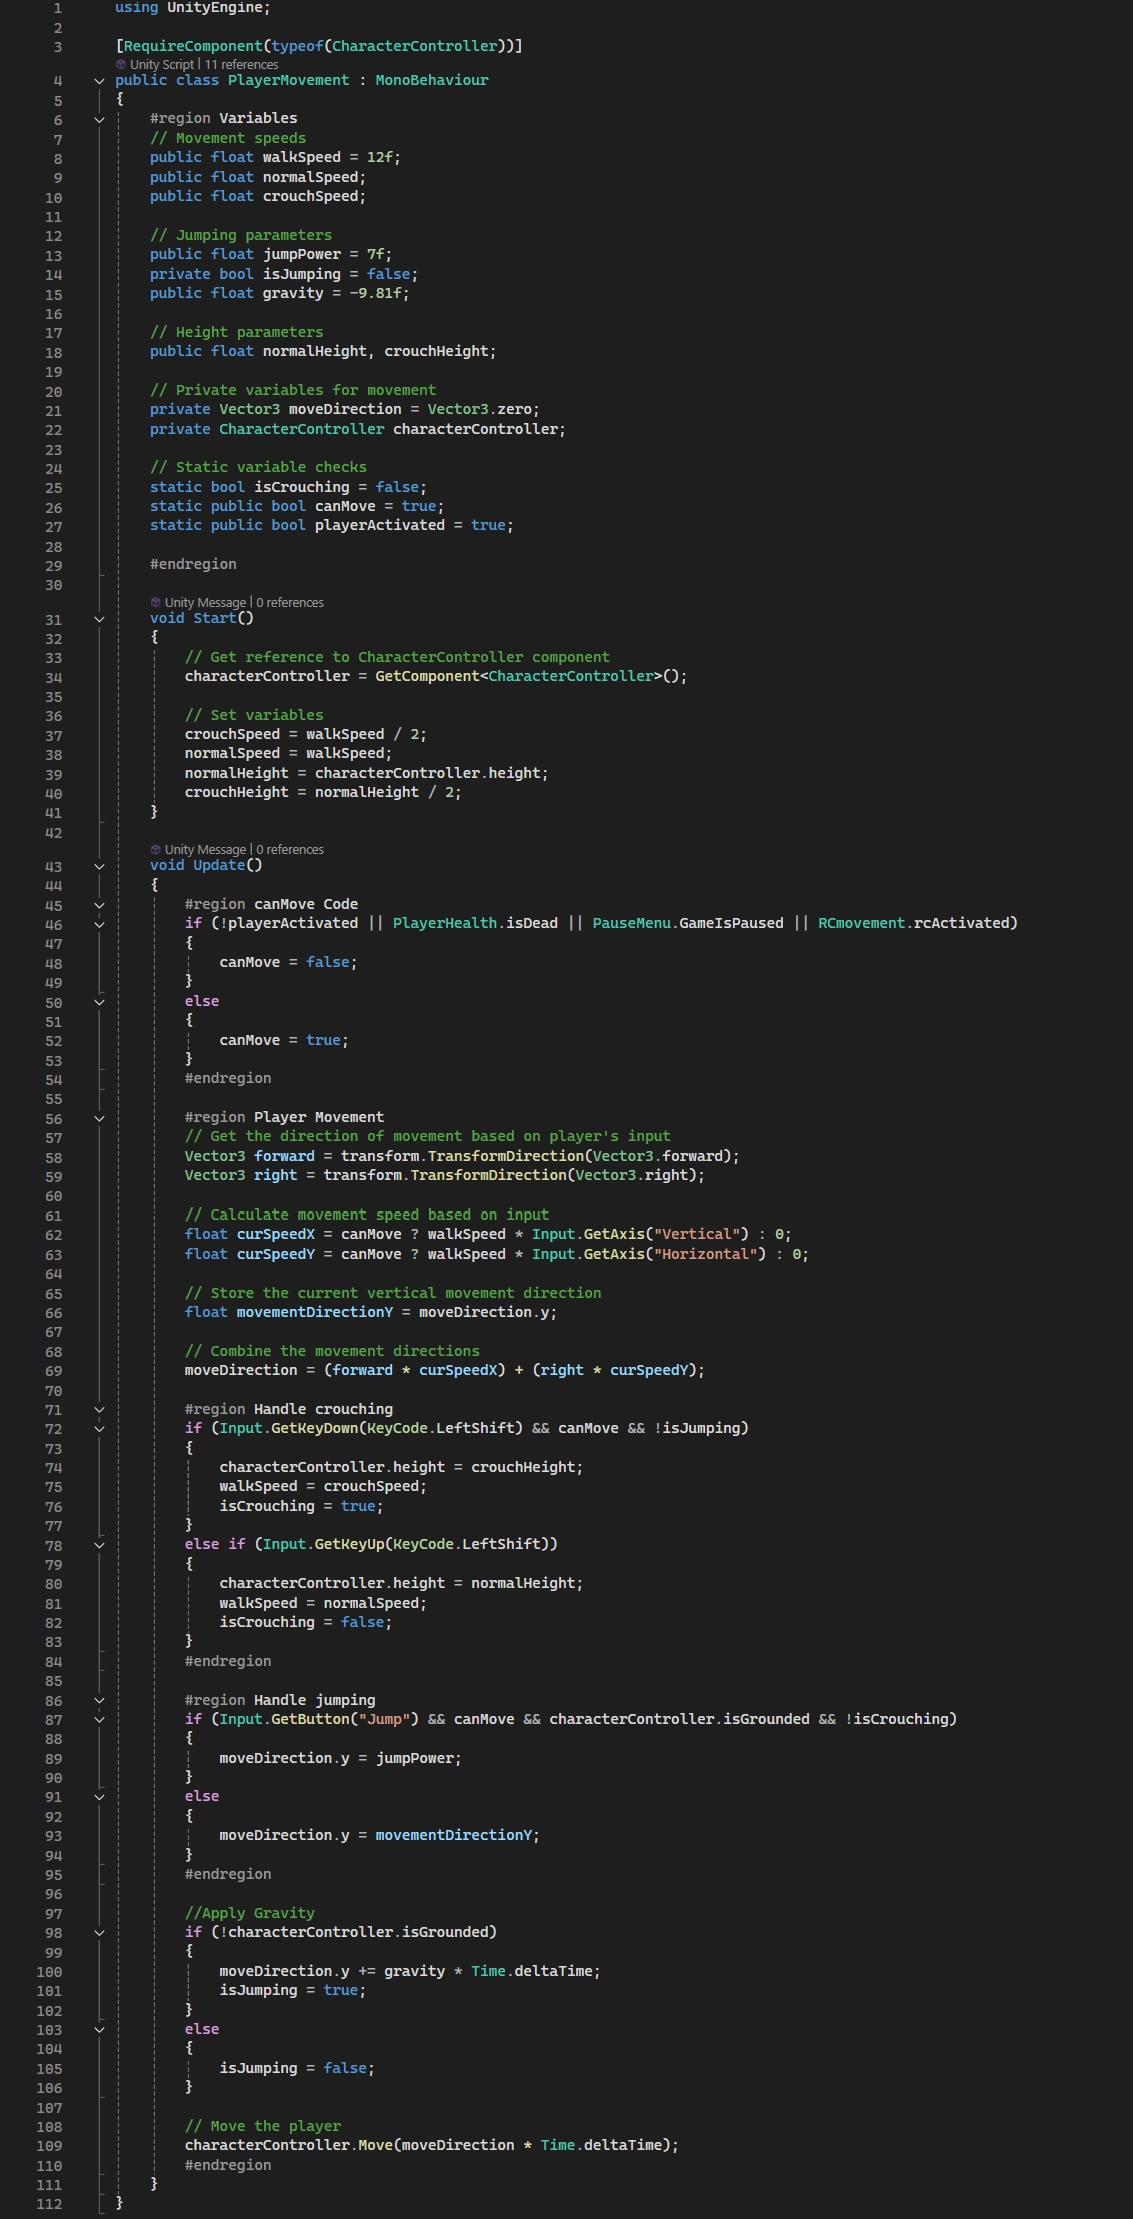 1 using UnityEngine;
2
3 [RequireComponent(typeof(CharacterController))]
Unity Script | 11 references
4 public class PlayerMovement : MonoBehaviour
5 {
6 #region Variables
7 // Movement speeds
8 public float walkSpeed = 12f;
9 public float normalSpeed;
10 public float crouchSpeed;
11
12 // Jumping parameters
13 public float jumpPower = 7f;
14 private bool isJumping = false;
15 public float gravity = -9.81f;
16
17 // Height parameters
18 public float normalHeight, crouchHeight;
19
20 // Private variables for movement
21 private Vector3 moveDirection = Vector3.zero;
22 private CharacterController characterController;
23
24 // Static variable checks
25 static bool isCrouching = false;
26 static public bool canMove = true;
27 static public bool playerActivated = true;
28
29 #endregion
30
Unity Message | 0 references
31 void Start()
32 {
33 // Get reference to CharacterController component
34 characterController = GetComponent<CharacterController>();
35
36 // Set variables
37 crouchSpeed = walkSpeed / 2;
38 normalSpeed = walkSpeed;
39 normalHeight = characterController.height;
40 crouchHeight = normalHeight / 2;
41 }
42
Unity Message | 0 references
43 void Update()
44 {
45 #region canMove Code
46 if (!playerActivated || PlayerHealth.isDead || PauseMenu.GameIsPaused || RCmovement.rcActivated)
47 {
48 canMove = false;
49 }
50 else
51 {
52 canMove = true;
53 }
54 #endregion
55
56 #region Player Movement
57 // Get the direction of movement based on player's input
58 Vector3 forward = transform.TransformDirection(Vector3.forward);
59 Vector3 right = transform.TransformDirection(Vector3.right);
60
61 // Calculate movement speed based on input
62 float curSpeedX = canMove ? walkSpeed * Input.GetAxis("Vertical") : 0;
63 float curSpeedY = canMove ? walkSpeed * Input.GetAxis("Horizontal") : 0;
64
65 // Store the current vertical movement direction
66 float movementDirectionY = moveDirection.y;
67
68 // Combine the movement directions
69 moveDirection = (forward * curSpeedX) + (right * curSpeedY);
70
71 #region Handle crouching
72 if (Input.GetKeyDown(KeyCode.LeftShift) && canMove && !isJumping)
73 {
74 characterController.height = crouchHeight;
75 walkSpeed = crouchSpeed;
76 isCrouching = true;
77 }
78 else if (Input.GetKeyUp(KeyCode.LeftShift))
79 {
80 characterController.height = normalHeight;
81 walkSpeed = normalSpeed;
82 isCrouching = false;
83 }
84 #endregion
85
86 #region Handle jumping
87 if (Input.GetButton("Jump") && canMove && characterController.isGrounded && !isCrouching)
88 {
89 moveDirection.y = jumpPower;
90 }
91 else
92 {
93 moveDirection.y = movementDirectionY;
94 }
95 #endregion
96
97 //Apply Gravity
98 if (!characterController.isGrounded)
99 {
100 moveDirection.y += gravity * Time.deltaTime;
101 isJumping = true;
102 }
103 else
104 {
105 isJumping = false;
106 }
107
108 // Move the player
109 characterController.Move(moveDirection * Time.deltaTime);
110 #endregion
111 }
112 }